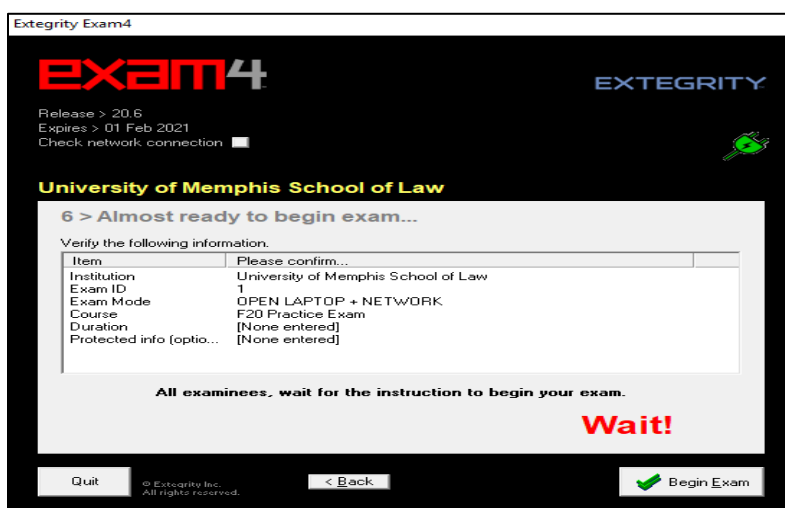 Extegrity Exam4
exam4
EXTEGRITY
Release > 20.6
Expires > 01 Feb 2021
Check network connection
University of Memphis School of Law
6 > Almost ready to begin exam...
Verify the following information.
Item Please confirm...
Institution University of Memphis School of Law
Exam ID 1
Exam Mode OPEN LAPTOP + NETWORK
Course F20 Practice Exam
Duration [None entered]
Protected info (optio... [None entered]
All examinees, wait for the instruction to begin your exam.
Wait!
Quit
© Extegrity Inc.
All rights reserved.
< Back
Begin Exam